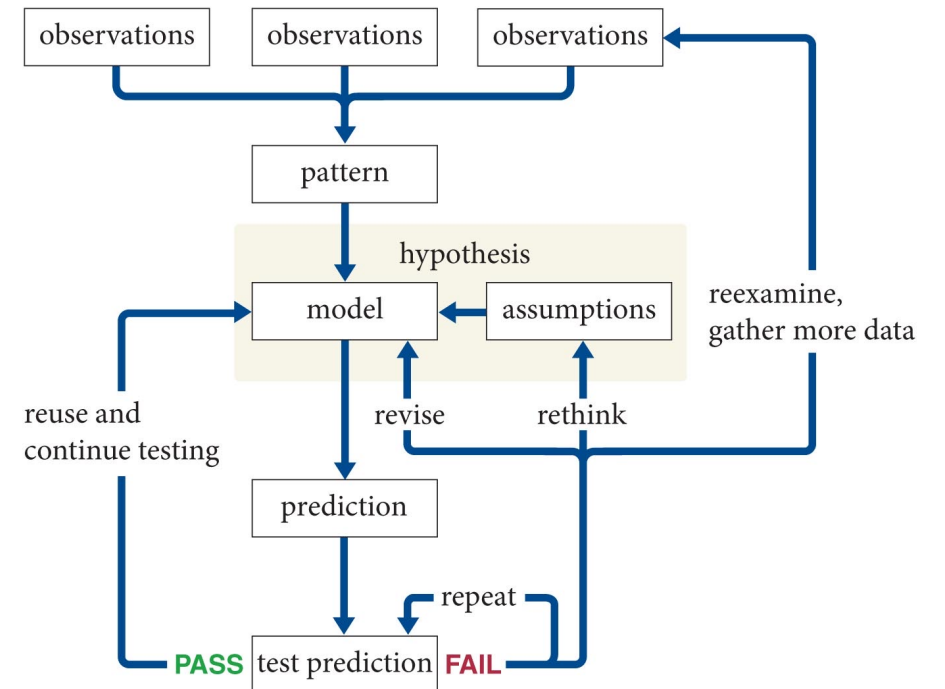 observations
observations
observations
pattern
hypothesis
model
assumptions
reexamine,
gather more data
reuse and
continue testing
revise
rethink
prediction
repeat
PASS
test prediction
FAIL